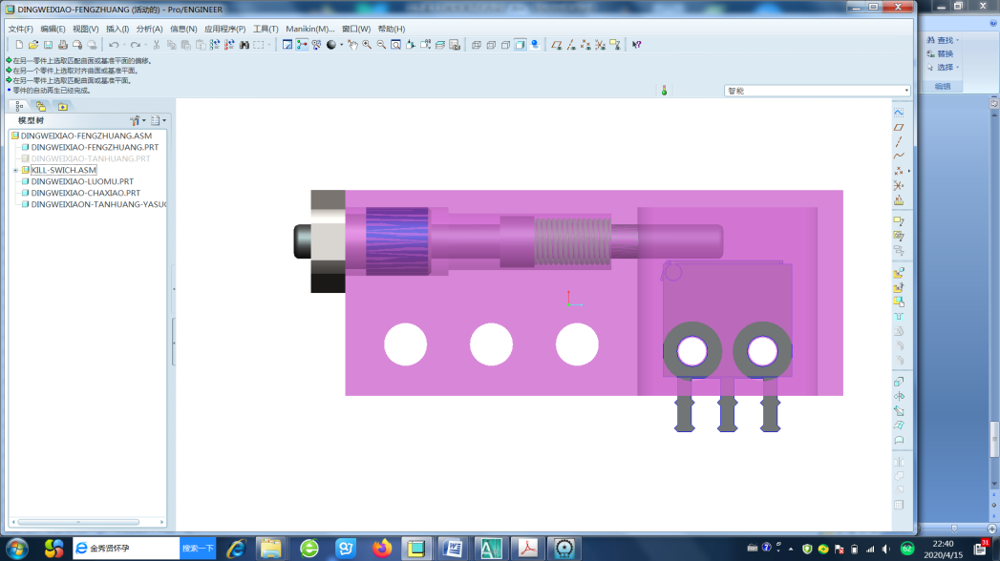 DINGWEIXIAO-FENGZHUANG (活动的) - Pro/ENGINEER
文件(F) 编辑(E) 视图(V) 插入(I) 分析(A) 信息(N) 应用程序(P) 工具(T) Manikin(M)... 窗口(W) 帮助(H)
在另一零件上选取匹配曲面或基准平面的偏移。
在另一个零件上选取对齐曲面或基准平面。
在另一零件上选取匹配曲面或基准平面。
零件的自动再生已经完成。
智能
模型树
DINGWEIXIAO-FENGZHUANG.ASM
DINGWEIXIAO-FENGZHUANG.PRT
DINGWEIXIAO-TANHUANG.PRT
KILL-SWICH.ASM
DINGWEIXIAO-LUOMU.PRT
DINGWEIXIAO-CHAXIAO.PRT
DINGWEIXIAON-TANHUANG-YASUO
查找
替换
选择
编辑
金秀贤怀孕
搜索一下
62
22:40
2020/4/15
31